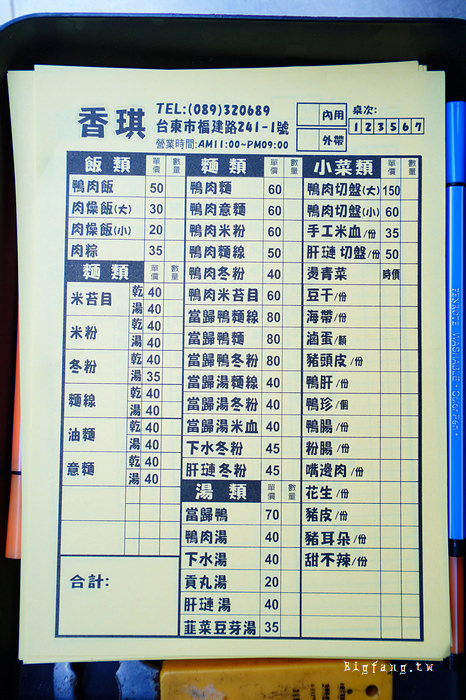 香琪
TEL:(089)320689
台東市福建路241-1號
營業時間:AM11:00~PM09:00
內用
外帶
桌次:
1 2 3 5 6 7
飯類 單價 數量
鴨肉飯 50
肉燥飯(大) 30
肉燥飯(小) 20
肉粽 35
麵類 單價 數量
米苔目 乾 40
湯 40
米粉 乾 40
湯 40
冬粉 乾 40
湯 35
麵線 乾 40
湯 40
油麵 乾 40
湯 40
意麵 乾 40
湯 40
合計:
麵類 單價 數量
鴨肉麵 60
鴨肉意麵 60
鴨肉米粉 60
鴨肉麵線 50
鴨肉冬粉 40
鴨肉米苔目 60
當歸鴨麵線 80
當歸鴨麵 80
當歸鴨冬粉 80
當歸湯麵線 40
當歸湯冬粉 40
當歸湯米血 40
下水冬粉 45
肝璉冬粉 45
湯類 單價 數量
當歸鴨 70
鴨肉湯 40
下水湯 40
貢丸湯 20
肝璉湯 40
韮菜豆芽湯 35
小菜類 單價 數量
鴨肉切盤(大) 150
鴨肉切盤(小) 60
手工米血/份 35
肝璉 切盤/份 50
燙青菜 時價
豆干/份
海帶/份
滷蛋/顆
豬頭皮/份
鴨肝/份
鴨珍/個
鴨腸/份
粉腸/份
嘴邊肉/份
花生/份
豬皮/份
豬耳朵/份
甜不辣/份
Bigfang.tw